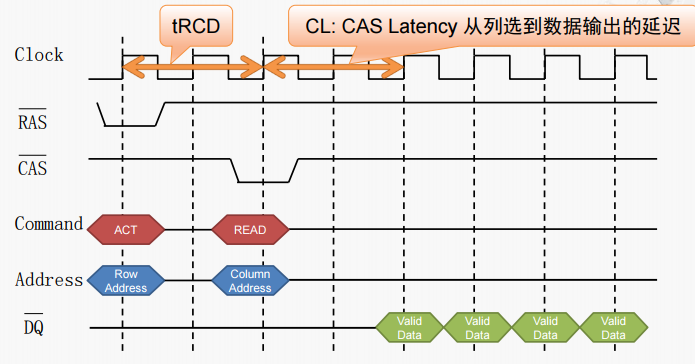 tRCD
CL: CAS Latency 从列选到数据输出的延迟
Clock
RAS
CAS
Command
ACT
READ
Address
Row
Address
Column
Address
DQ
Valid
Data
Valid
Data
Valid
Data
Valid
Data